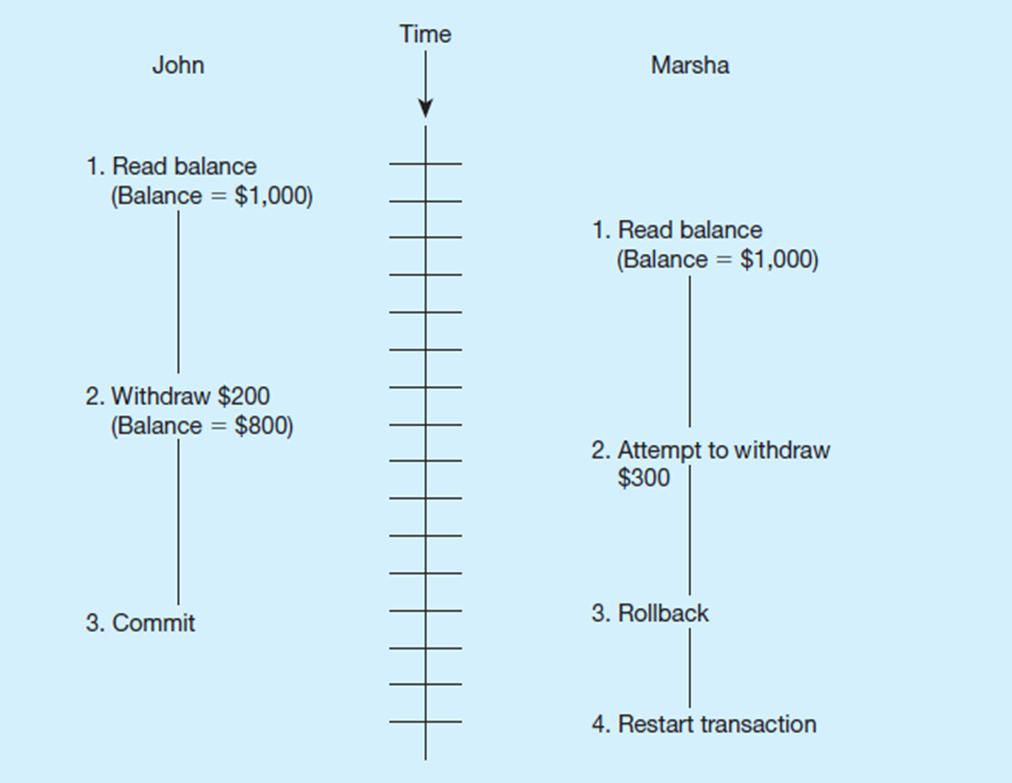 Time
John
Marsha
1. Read balance
(Balance = $1,000)
1. Read balance
(Balance = $1,000)
2. Withdraw $200
(Balance = $800)
2. Attempt to withdraw
$300
3. Commit
3. Rollback
4. Restart transaction